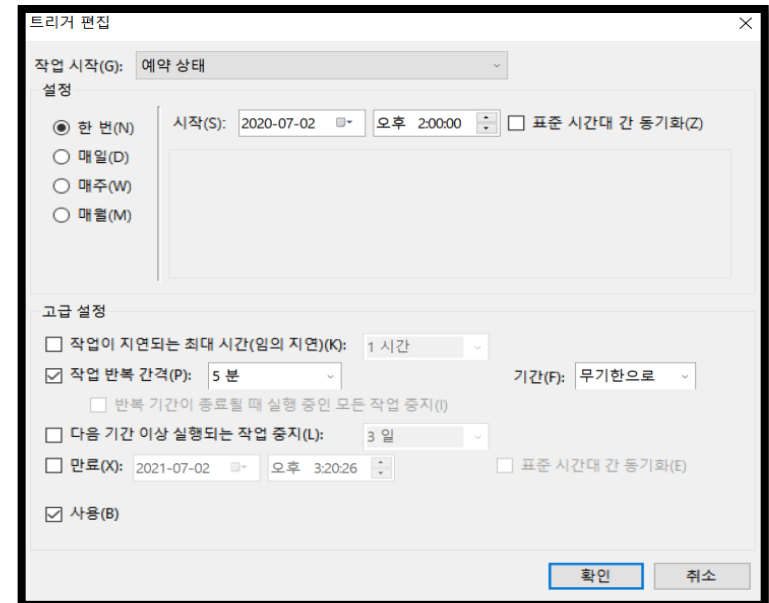 트리거 편집
작업 시작(G): 예약 상태
설정
한 번(N) 시작(S): 2020-07-02 오후 2:00:00 표준 시간대 간 동기화(Z)
매일(D)
매주(W)
매월(M)
고급 설정
작업이 지연되는 최대 시간(임의 지연)(K): 1 시간
작업 반복 간격(P): 5 분 기간(F): 무기한으로
반복 기간이 종료될 때 실행 중인 모든 작업 중지(I)
다음 기간 이상 실행되는 작업 중지(L): 3 일
만료(X): 2021-07-02 오후 3:20:26 표준 시간대 간 동기화(E)
사용(B)
확인 취소